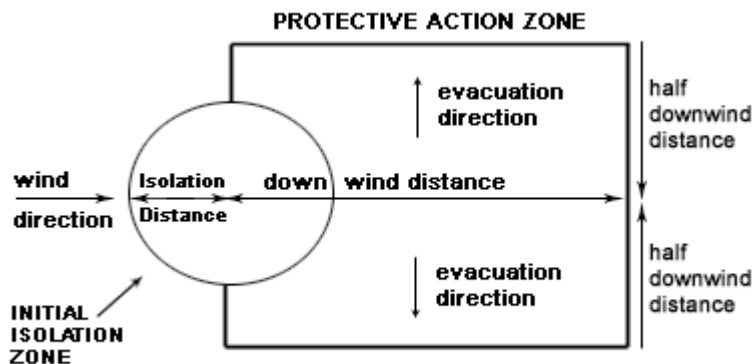 PROTECTIVE ACTION ZONE
evacuation
direction
half
downwind
distance
wind
direction
Isolation
Distance
down wind distance
evacuation
direction
half
downwind
distance
INITIAL
ISOLATION
ZONE